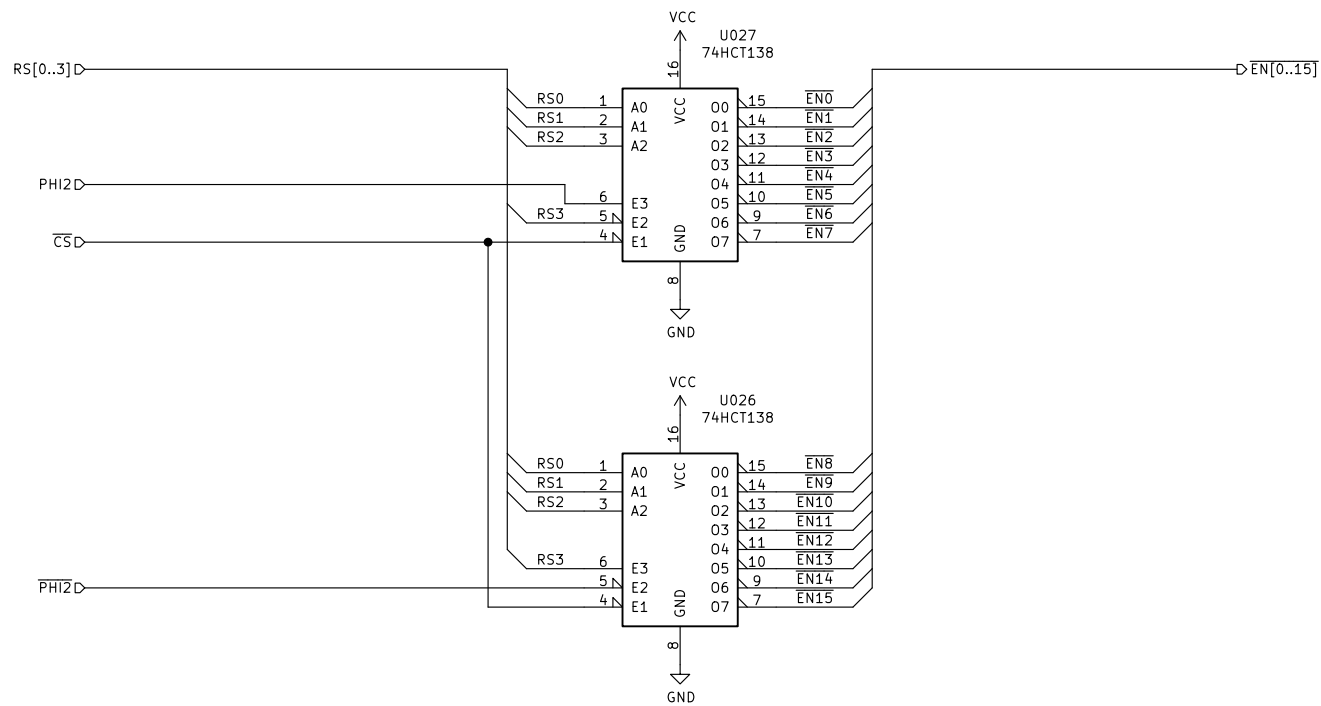 VCC
U027
74HCT138
RS[0..3]
EN[0..15]
16
RS0 1 A0 VCC O0 15 EN0
RS1 2 A1 O1 14 EN1
RS2 3 A2 O2 13 EN2
O3 12 EN3
PHI2 O4 11 EN4
6 E3 O5 10 EN5
RS3 5 E2 O6 9 EN6
CS 4 E1 GND O7 7 EN7
8
GND
VCC
U026
74HCT138
16
RS0 1 A0 VCC O0 15 EN8
RS1 2 A1 O1 14 EN9
RS2 3 A2 O2 13 EN10
O3 12 EN11
O4 11 EN12
RS3 6 E3 O5 10 EN13
PHI2 5 E2 O6 9 EN14
4 E1 GND O7 7 EN15
8
GND